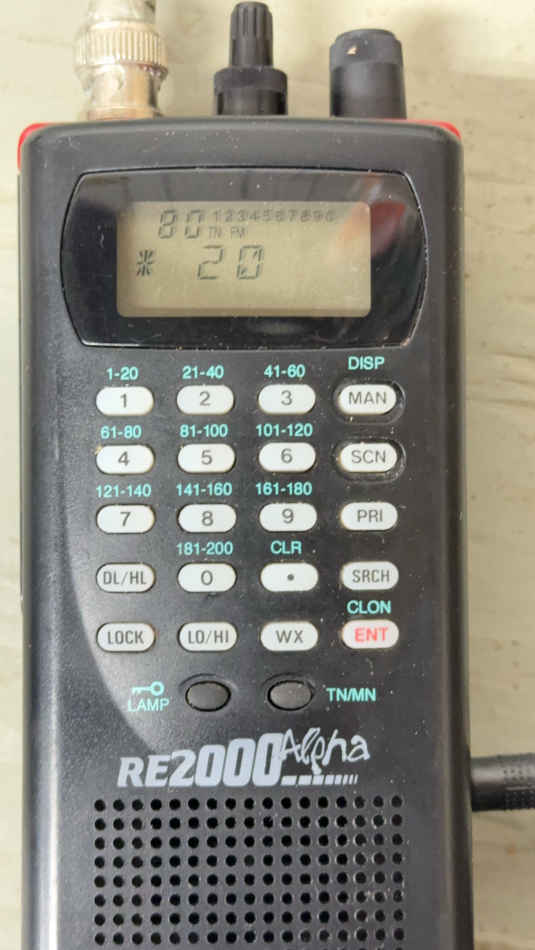 80 1234567890
TN FM
* 20
1-20 21-40 41-60 DISP
1 2 3 MAN
61-80 81-100 101-120
4 5 6 SCN
121-140 141-160 161-180
7 8 9 PRI
181-200 CLR
DL/HL 0 • SRCH
CLON
LOCK LO/HI WX ENT
LAMP TN/MN
RE2000 Alpha